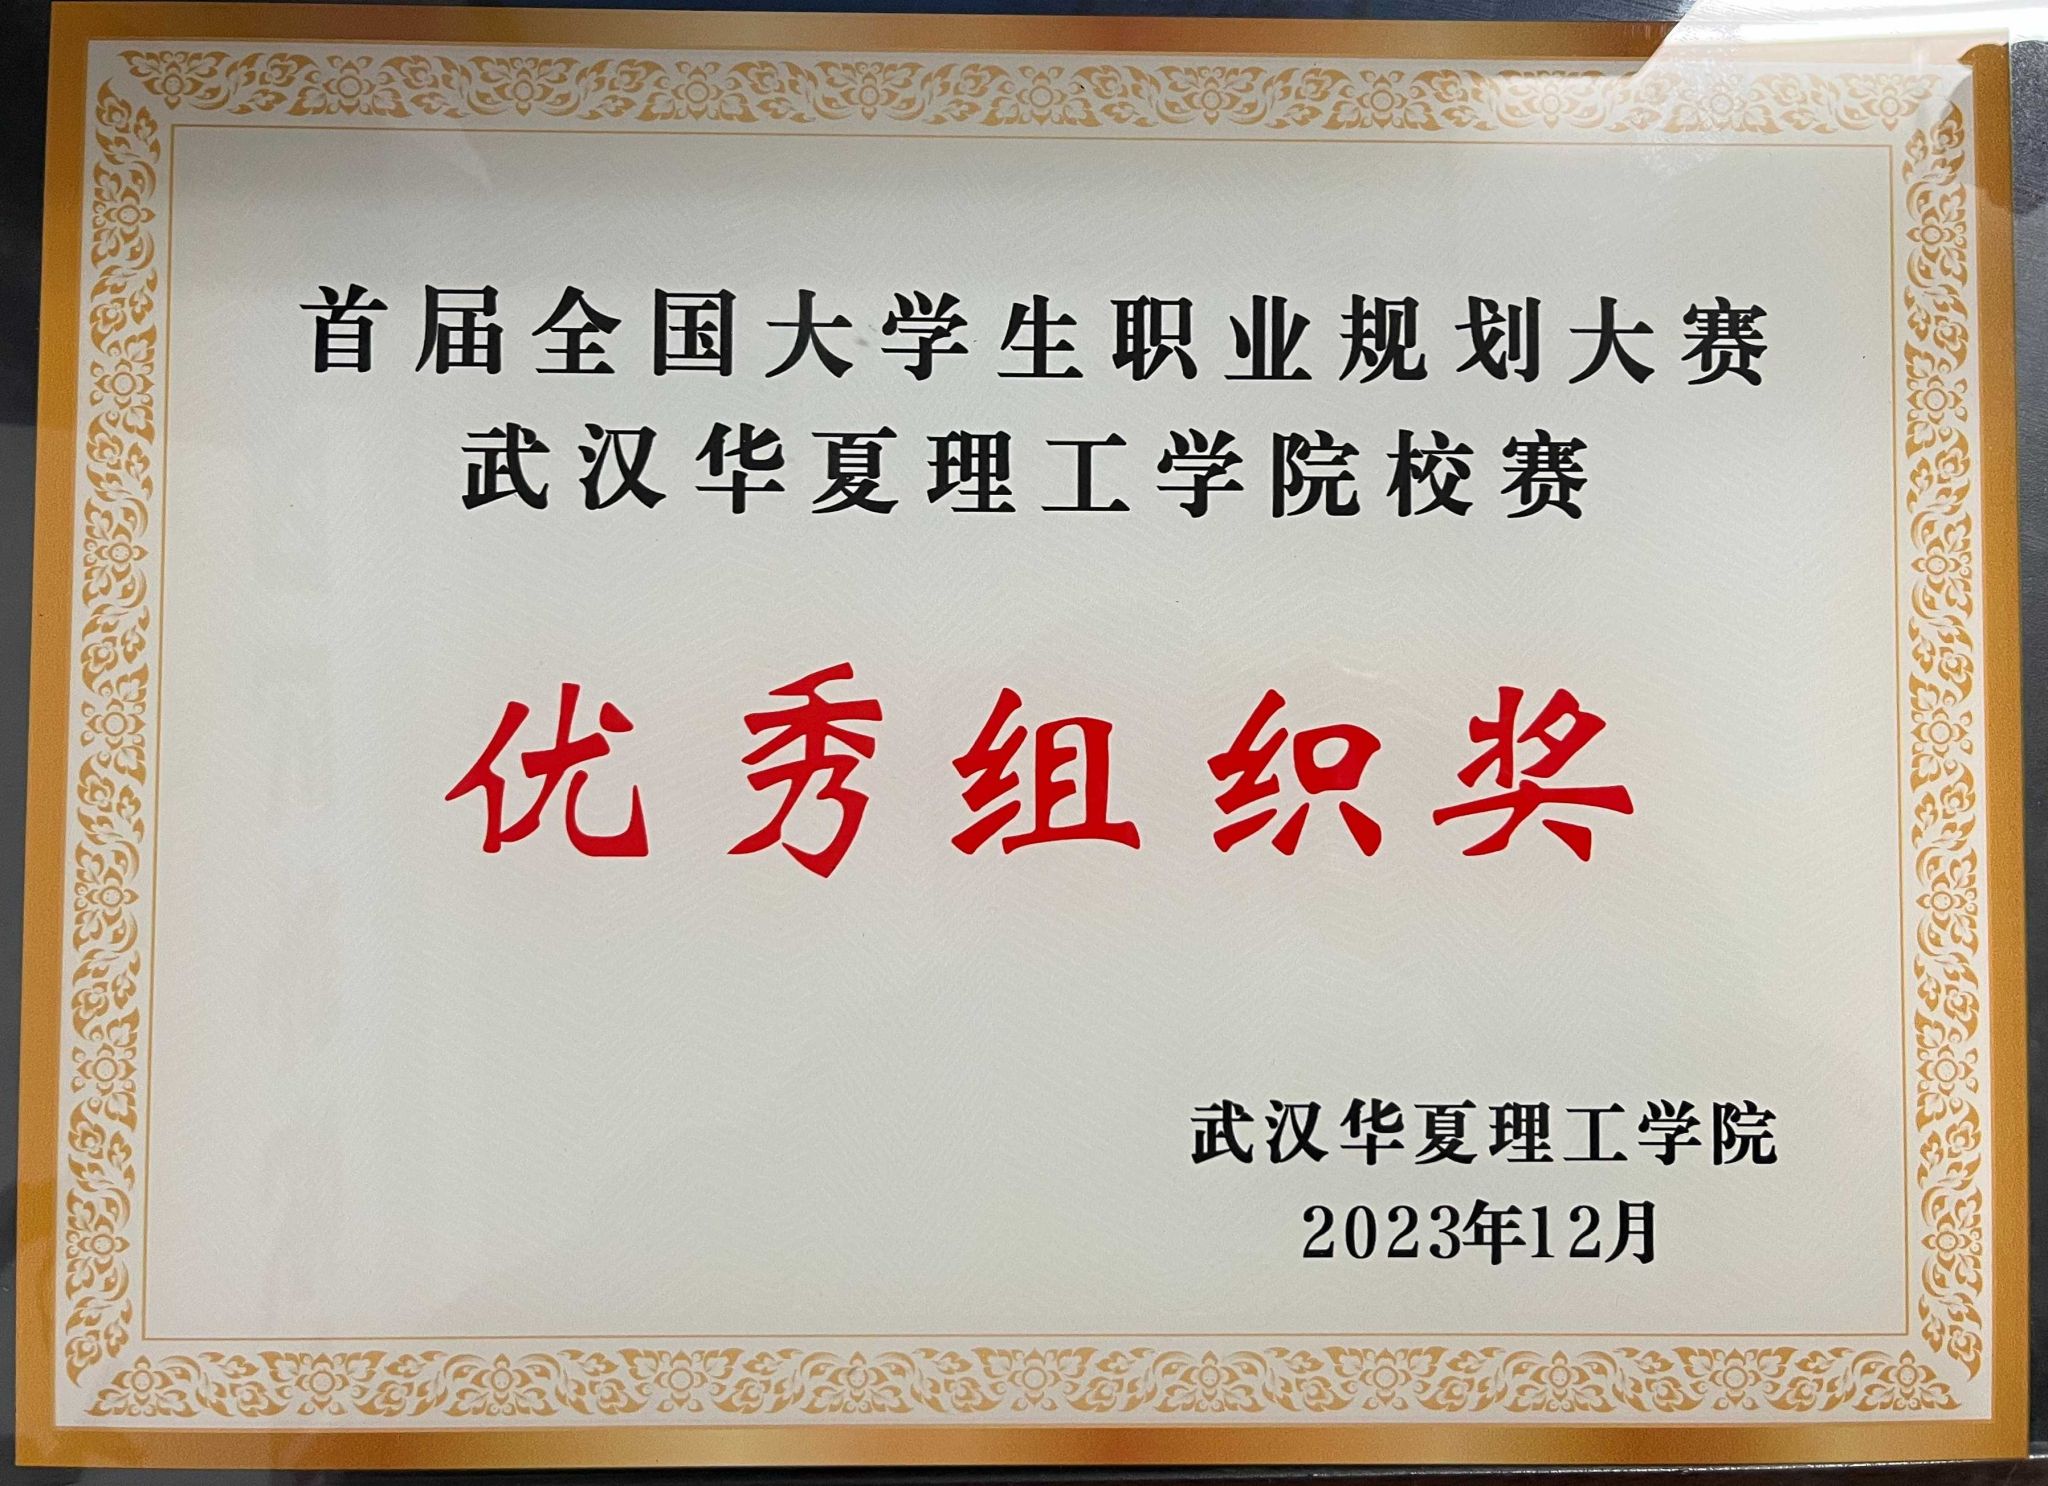 首届全国大学生职业规划大赛
武汉华夏理工学院校赛
优秀组织奖
武汉华夏理工学院
2023年12月